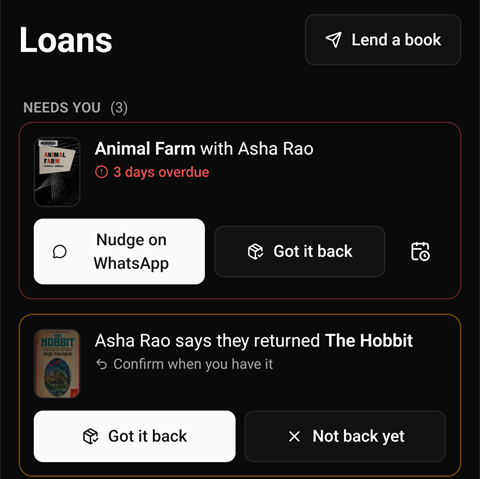 Loans
Lend a book
NEEDS YOU (3)
Animal Farm with Asha Rao
3 days overdue
ANIMAL
FARM
Nudge on
WhatsApp
Got it back
Asha Rao says they returned The Hobbit
Confirm when you have it
THE
HOBBIT
Got it back
Not back yet